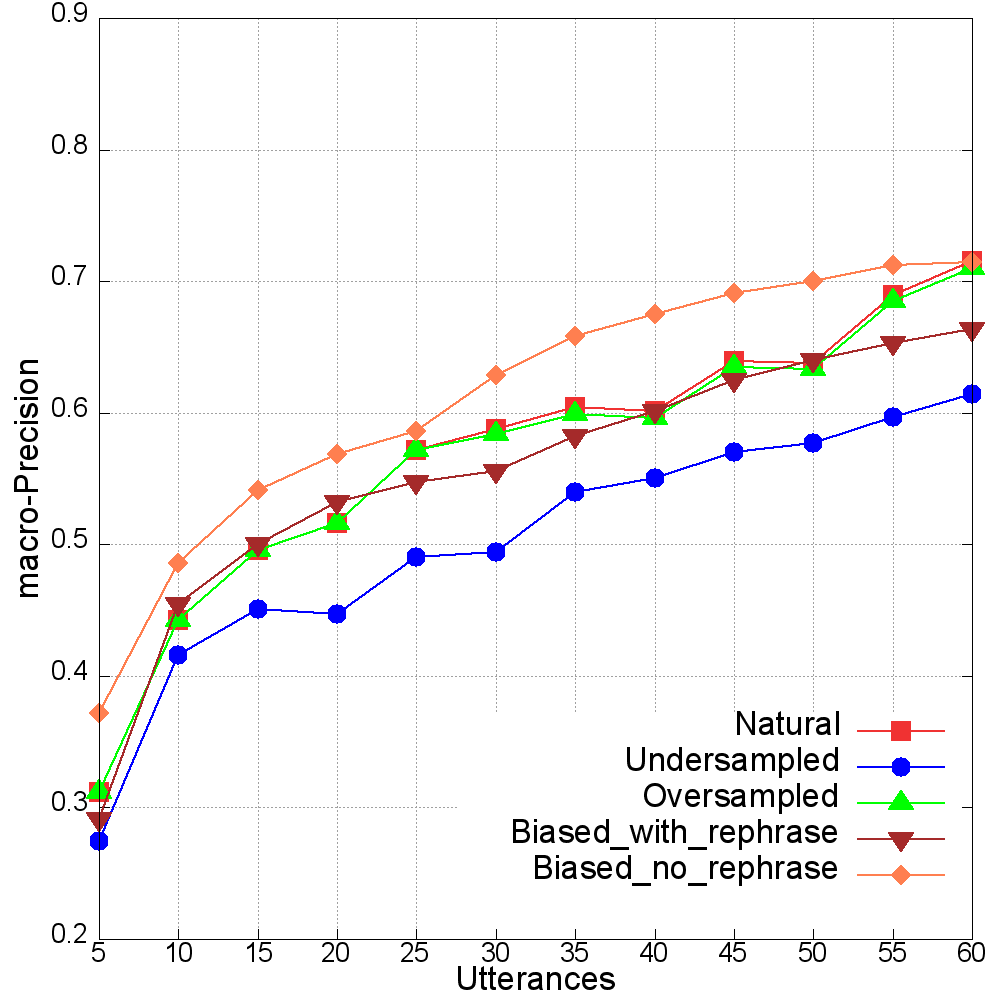 0.9
0.8
0.7
0.6
0.5
0.4
0.3
0.2
macro-Precision
Natural
Undersampled
Oversampled
Biased_with_rephrase
Biased_no_rephrase
5 10 15 20 25 30 35 40 45 50 55 60
Utterances